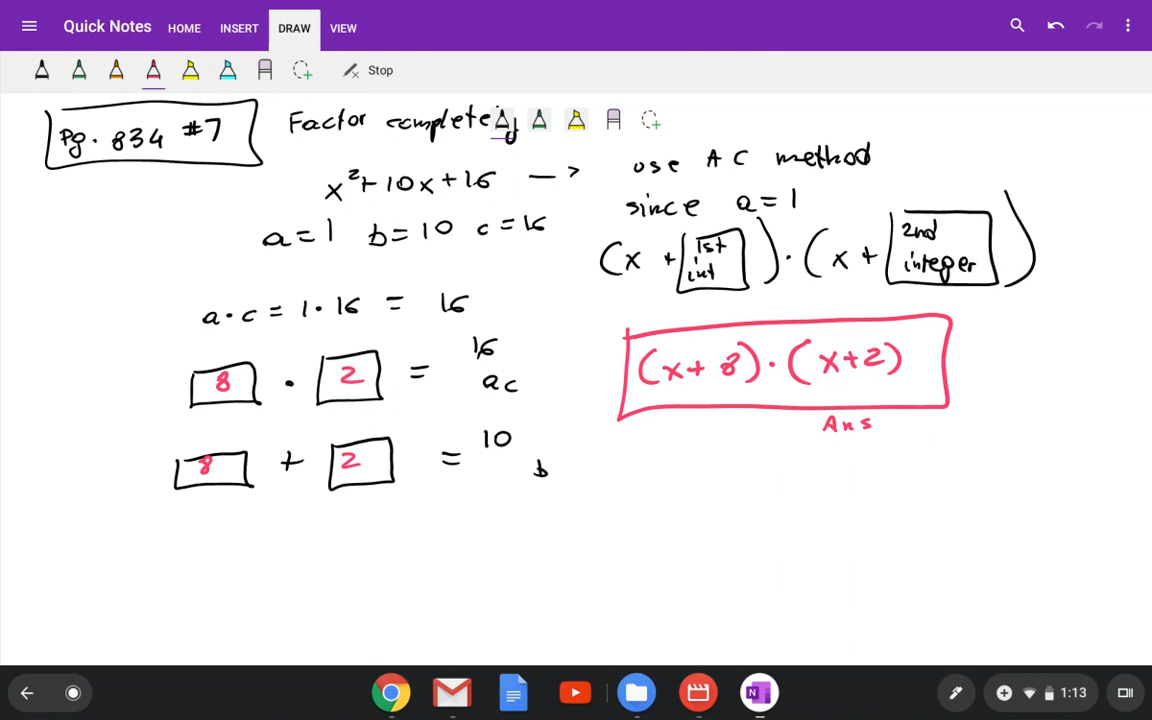 Quick Notes HOME INSERT DRAW VIEW
Stop
Pg. 834 #7
Factor completely
x²+10x+16 —>
use AC method
since a=1
a=1 b=10 c=16
(x + 1st int) · (x + 2nd integer)
a·c = 1·16 = 16
(x+8)·(x+2)
Ans
8 · 2 = 16
ac
8 + 2 = 10
b
1:13